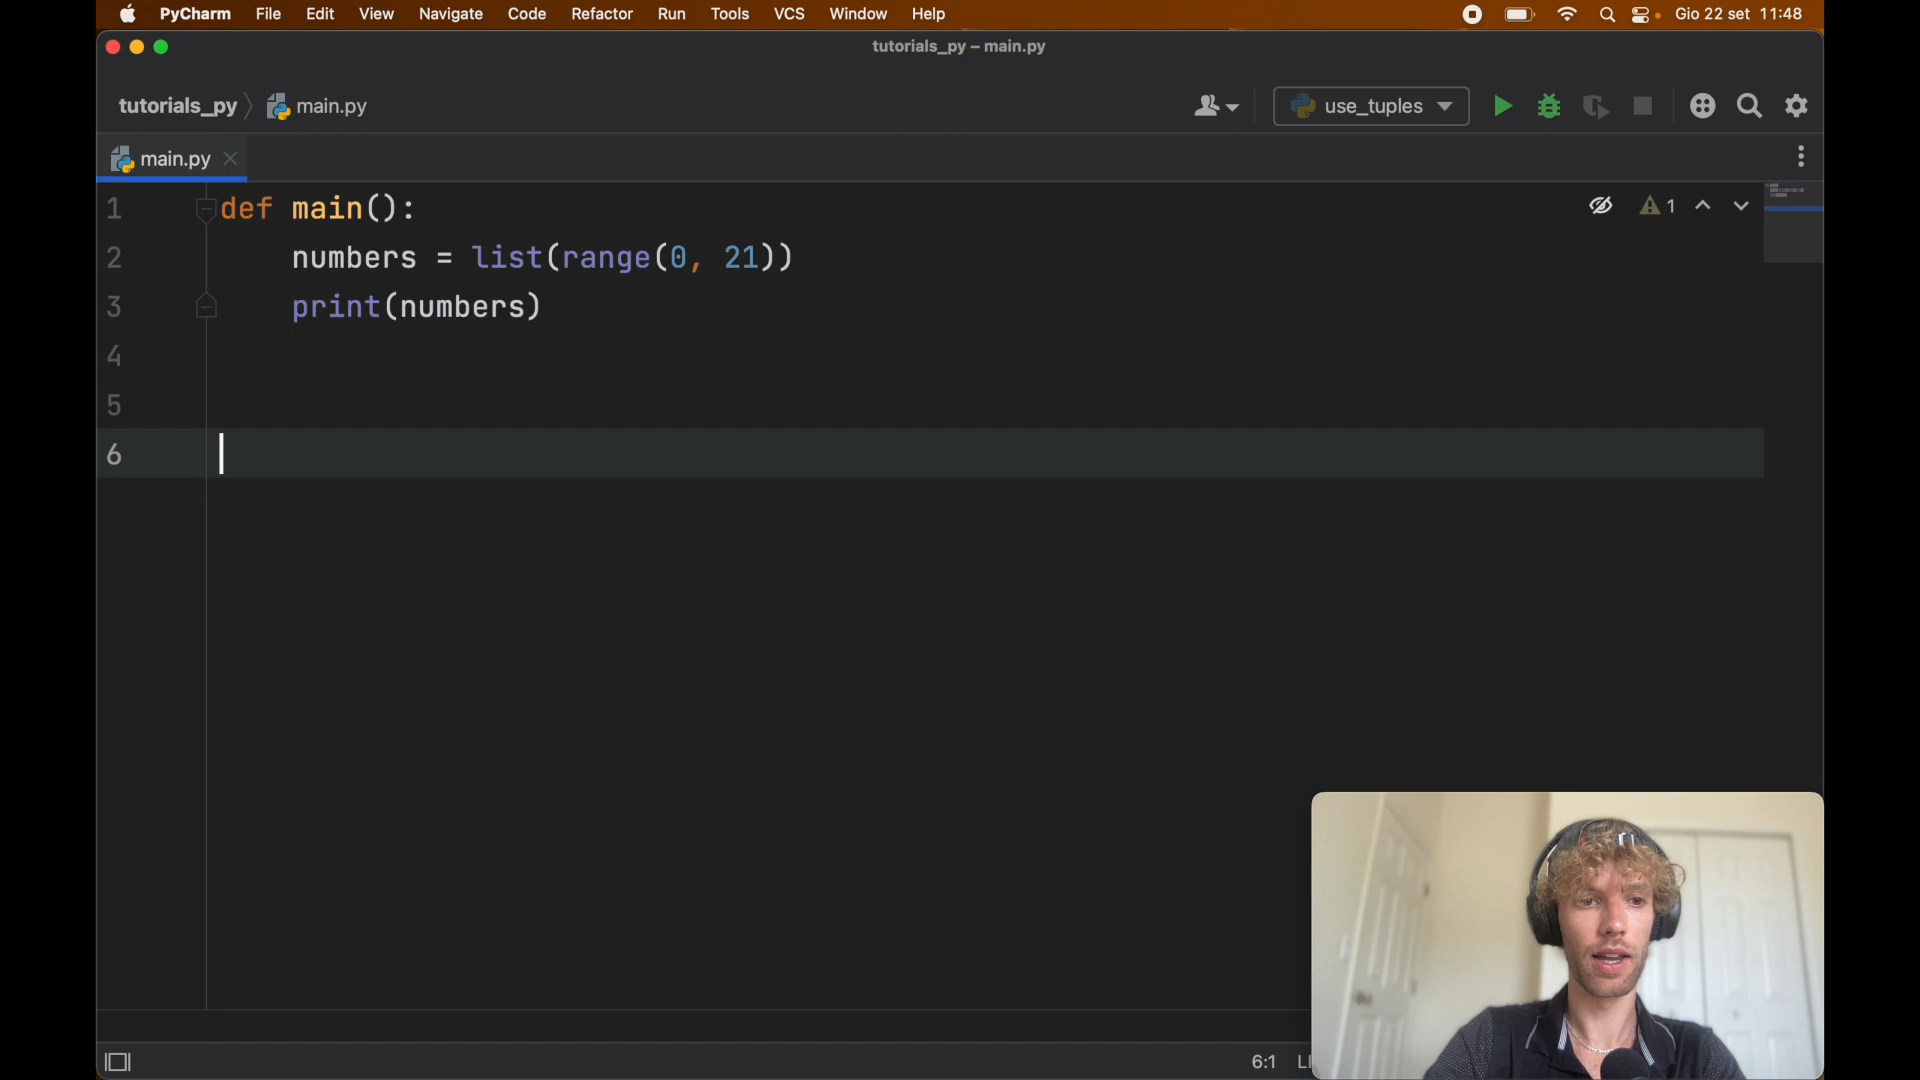 PyCharm File Edit View Navigate Code Refactor Run Tools VCS Window Help Gio 22 set 11:48
tutorials_py – main.py
tutorials_py main.py use_tuples
main.py
1 def main(): 1
2 numbers = list(range(0, 21))
3 print(numbers)
4
5
6
6:1